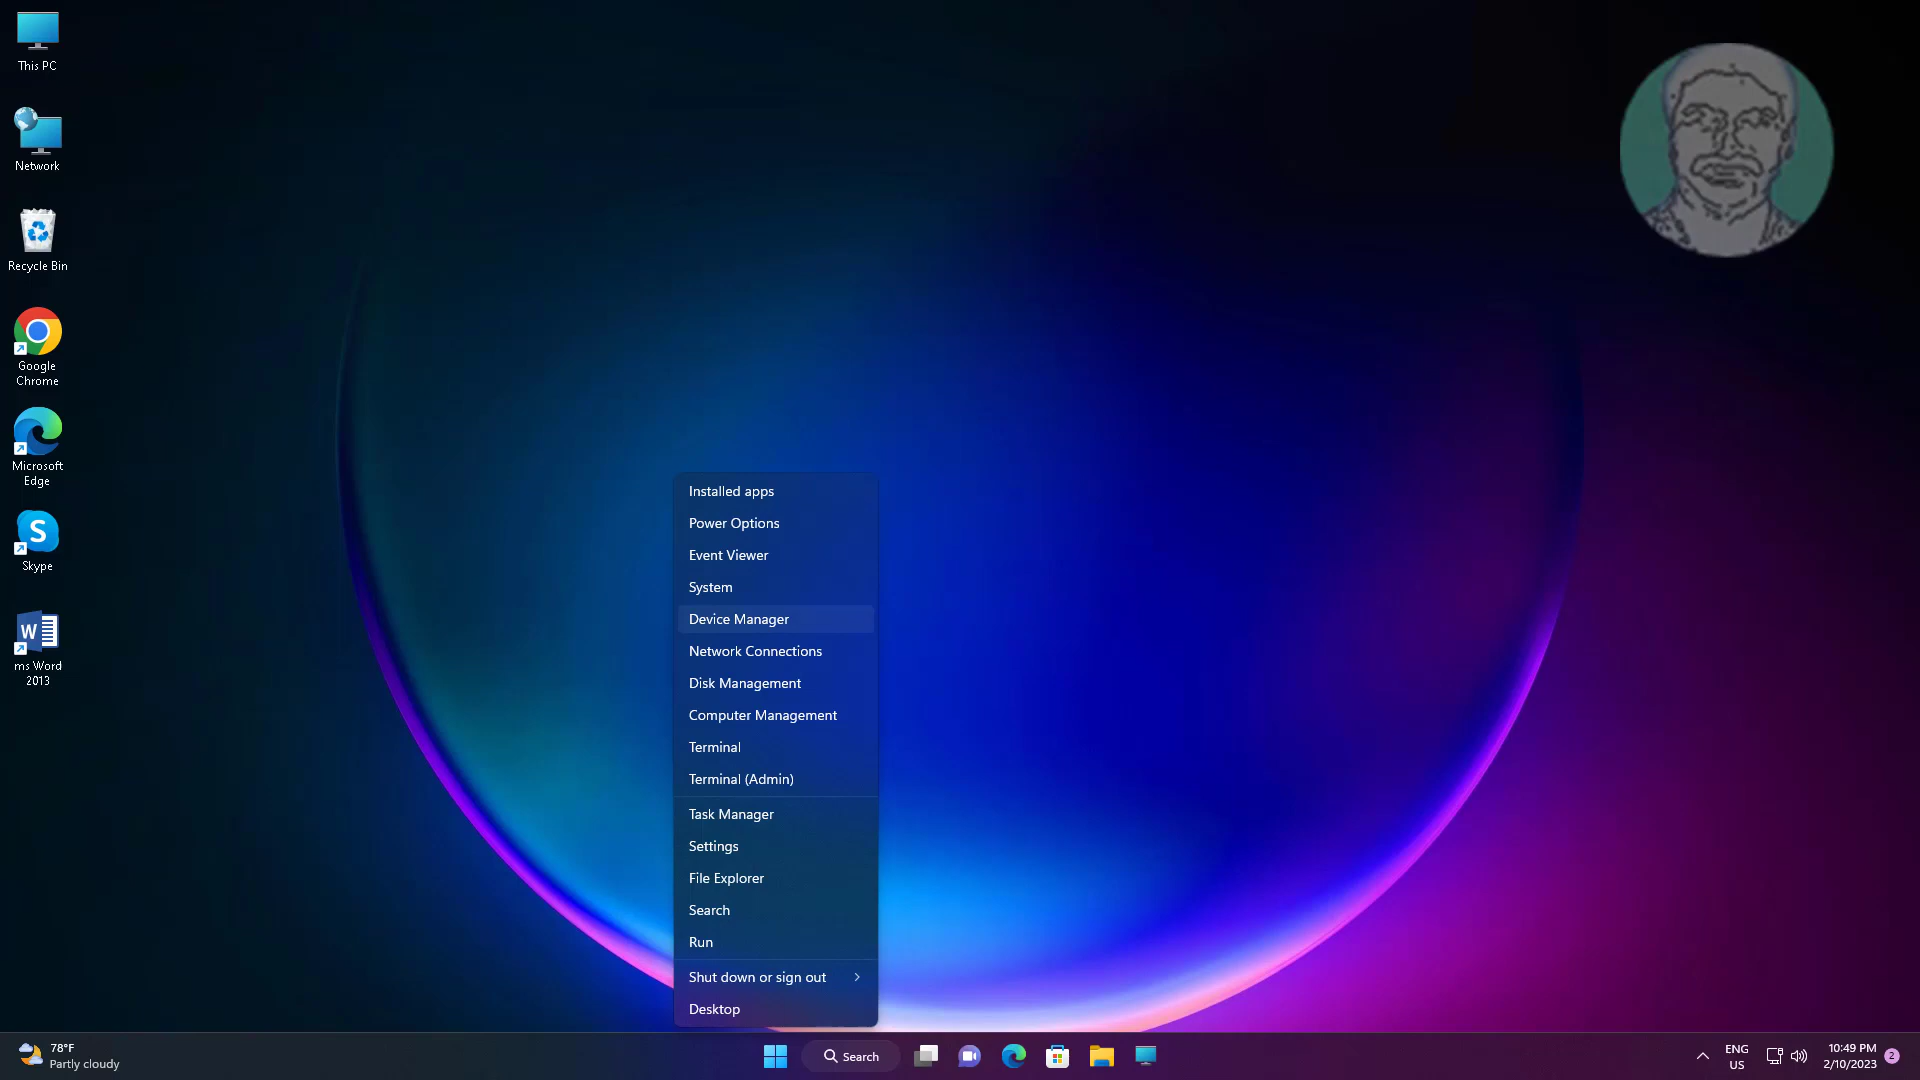 This PC
Network
Recycle Bin
Google
Chrome
Microsoft
Edge
S
Skype
W
ms Word
2013
Installed apps
Power Options
Event Viewer
System
Device Manager
Network Connections
Disk Management
Computer Management
Terminal
Terminal (Admin)
Task Manager
Settings
File Explorer
Search
Run
Shut down or sign out
Desktop
78°F
Partly cloudy
Search
ENG
US
10:49 PM
2/10/2023
2